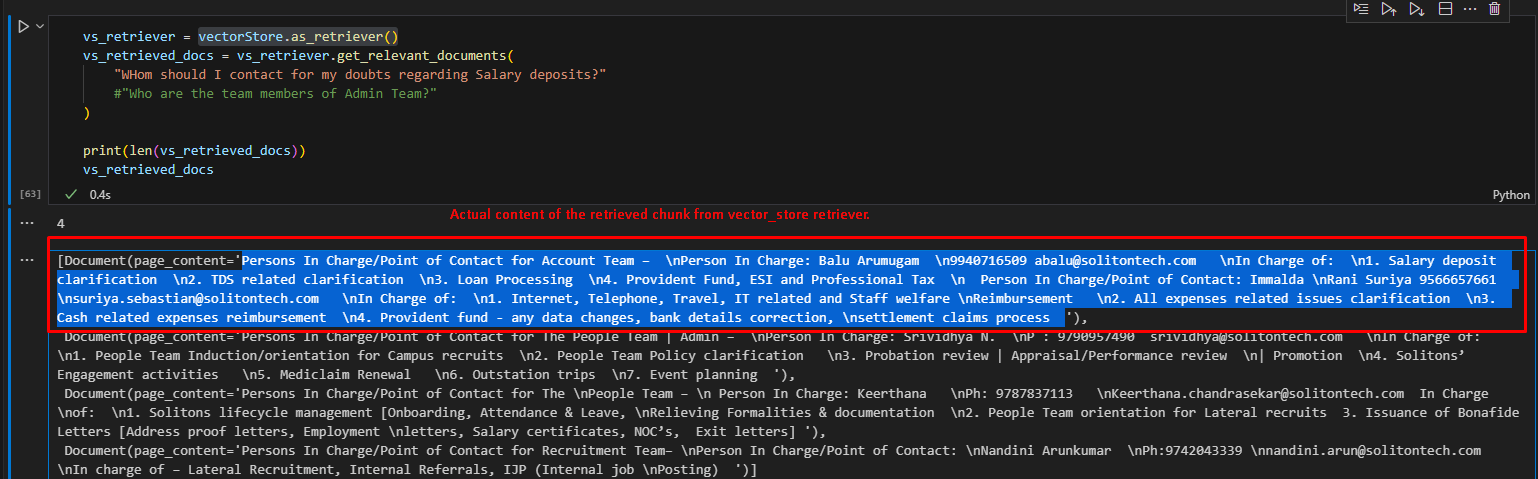 vs_retriever = vectorStore.as_retriever()
vs_retrieved_docs = vs_retriever.get_relevant_documents(
"WHom should I contact for my doubts regarding Salary deposits?"
#"Who are the team members of Admin Team?"
)
print(len(vs_retrieved_docs))
vs_retrieved_docs
[63] 0.4s Python
Actual content of the retrieved chunk from vector_store retriever.
4
[Document(page_content='Persons In Charge/Point of Contact for Account Team –  \nPerson In Charge: Balu Arumugam  \n9940716509 abalu@solitontech.com   \nIn Charge of:  \n1. Salary deposit
clarification  \n2. TDS related clarification  \n3. Loan Processing  \n4. Provident Fund, ESI and Professional Tax  \n  Person In Charge/Point of Contact: Immalda \nRani Suriya 9566657661
\nsuriya.sebastian@solitontech.com   \nIn Charge of:  \n1. Internet, Telephone, Travel, IT related and Staff welfare \nReimbursement   \n2. All expenses related issues clarification  \n3.
Cash related expenses reimbursement  \n4. Provident fund - any data changes, bank details correction, \nsettlement claims process  '),
Document(page_content='Persons In Charge/Point of Contact for The People Team | Admin –  \nPerson In Charge: Srividhya N.  \nP : 9790957490  srividhya@solitontech.com   \nIn Charge of:
\n1. People Team Induction/orientation for Campus recruits  \n2. People Team Policy clarification   \n3. Probation review | Appraisal/Performance review  \n| Promotion  \n4. Solitons’
Engagement activities   \n5. Mediclaim Renewal   \n6. Outstation trips  \n7. Event planning  '),
Document(page_content='Persons In Charge/Point of Contact for The \nPeople Team – \n Person In Charge: Keerthana   \nPh: 9787837113   \nKeerthana.chandrasekar@solitontech.com  In Charge
\nof:  \n1. Solitons lifecycle management [Onboarding, Attendance & Leave, \nRelieving Formalities & documentation  \n2. People Team orientation for Lateral recruits  3. Issuance of Bonafide
Letters [Address proof letters, Employment \nletters, Salary certificates, NOC’s,  Exit letters] '),
Document(page_content='Persons In Charge/Point of Contact for Recruitment Team– \nPerson In Charge/Point of Contact: \nNandini Arunkumar  \nPh:9742043339 \nnandini.arun@solitontech.com
\nIn charge of – Lateral Recruitment, Internal Referrals, IJP (Internal job \nPosting)  ')]